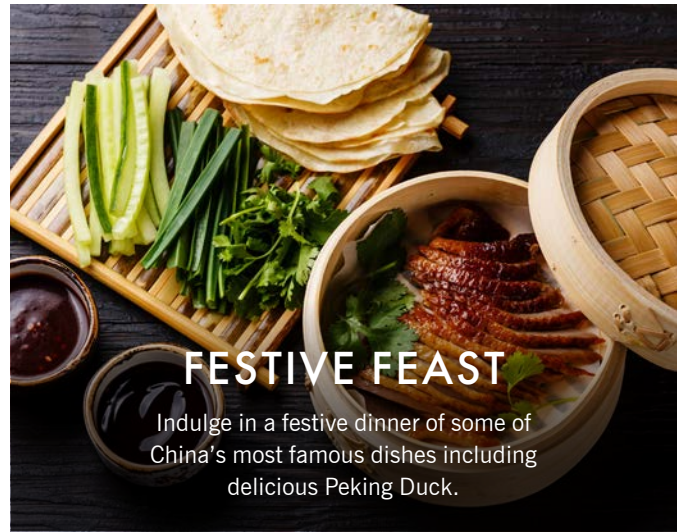 FESTIVE FEAST
Indulge in a festive dinner of some of
China’s most famous dishes including
delicious Peking Duck.